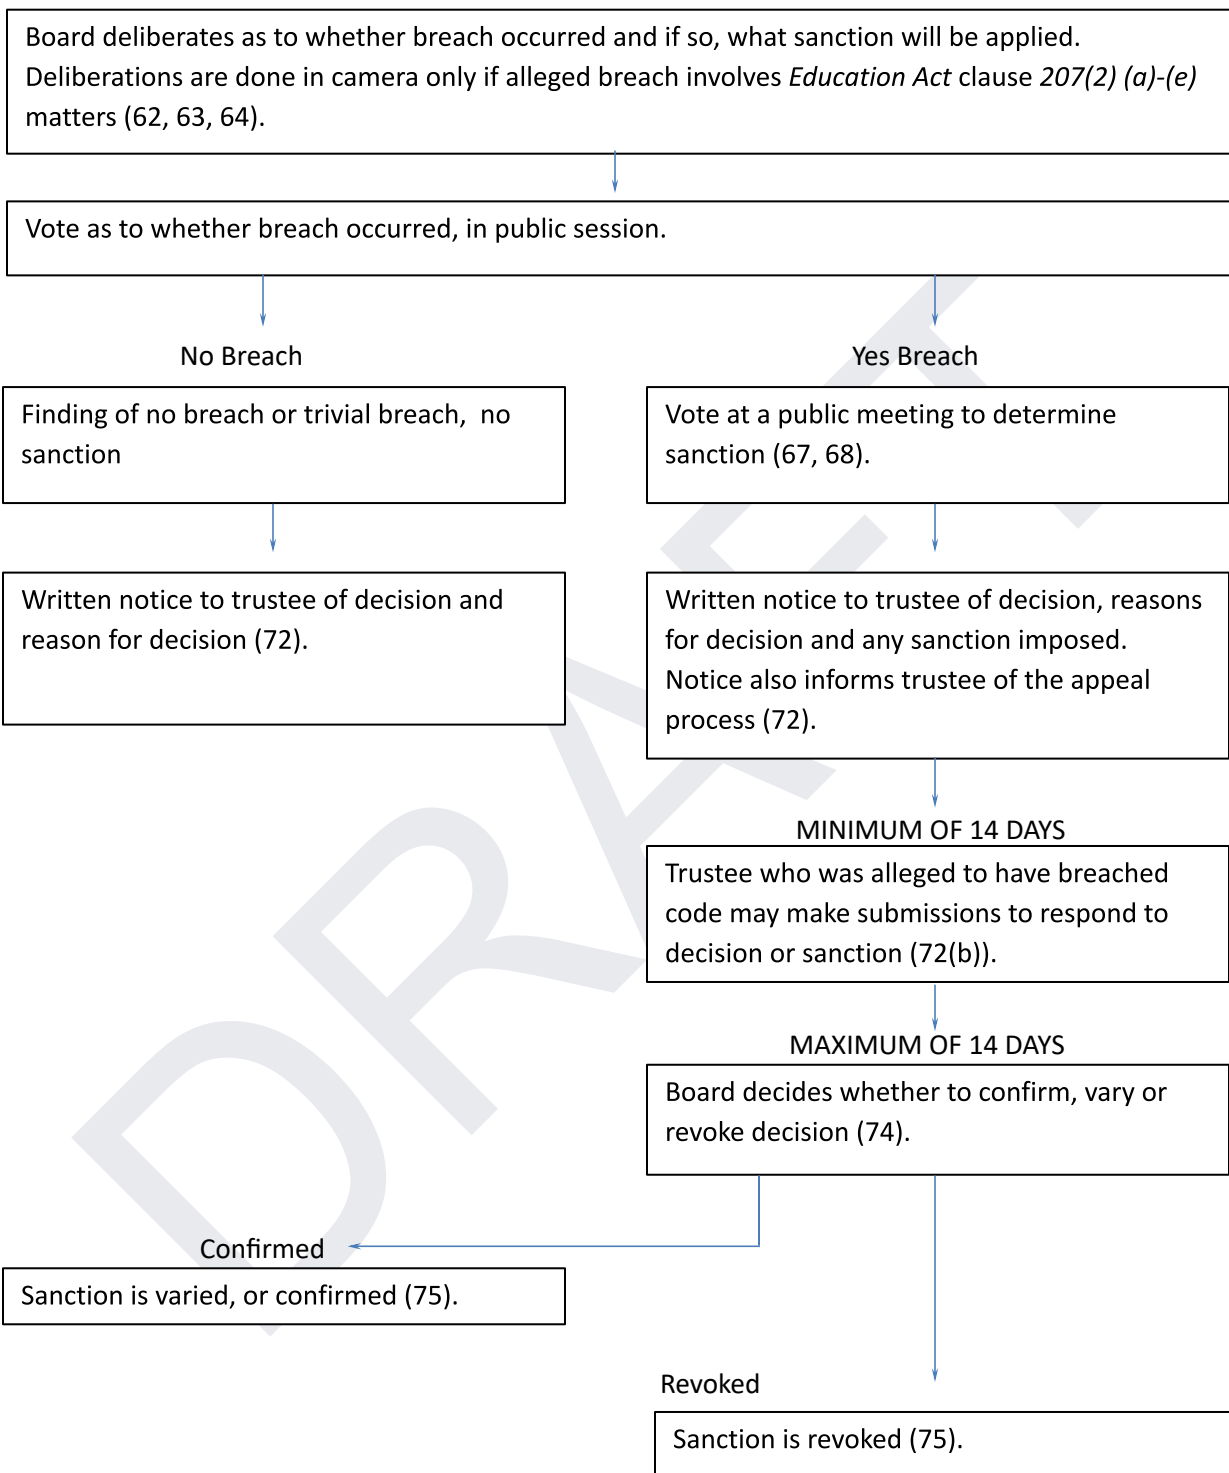 Board deliberates as to whether breach occurred and if so, what sanction will be applied.
Deliberations are done in camera only if alleged breach involves Education Act clause 207(2) (a)-(e)
matters (62, 63, 64).
Vote as to whether breach occurred, in public session.
No Breach
Yes Breach
Finding of no breach or trivial breach,  no
sanction
Vote at a public meeting to determine
sanction (67, 68).
Written notice to trustee of decision and
reason for decision (72).
Written notice to trustee of decision, reasons
for decision and any sanction imposed.
Notice also informs trustee of the appeal
process (72).
MINIMUM OF 14 DAYS
Trustee who was alleged to have breached
code may make submissions to respond to
decision or sanction (72(b)).
MAXIMUM OF 14 DAYS
Board decides whether to confirm, vary or
revoke decision (74).
Confirmed
Sanction is varied, or confirmed (75).
Revoked
Sanction is revoked (75).
DRAFT